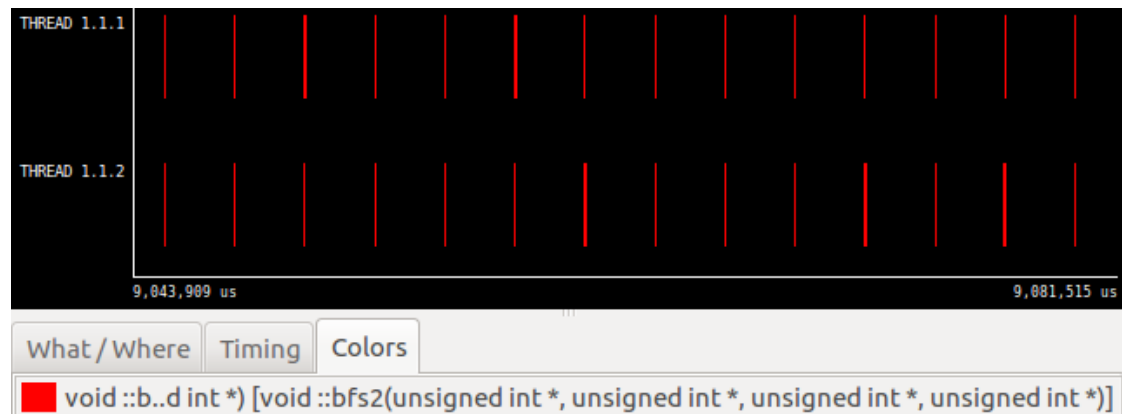 THREAD 1.1.1
THREAD 1.1.2
9,043,909 us 9,081,515 us
What / Where Timing Colors
void ::b..d int *) [void ::bfs2(unsigned int *, unsigned int *, unsigned int *, unsigned int *)]